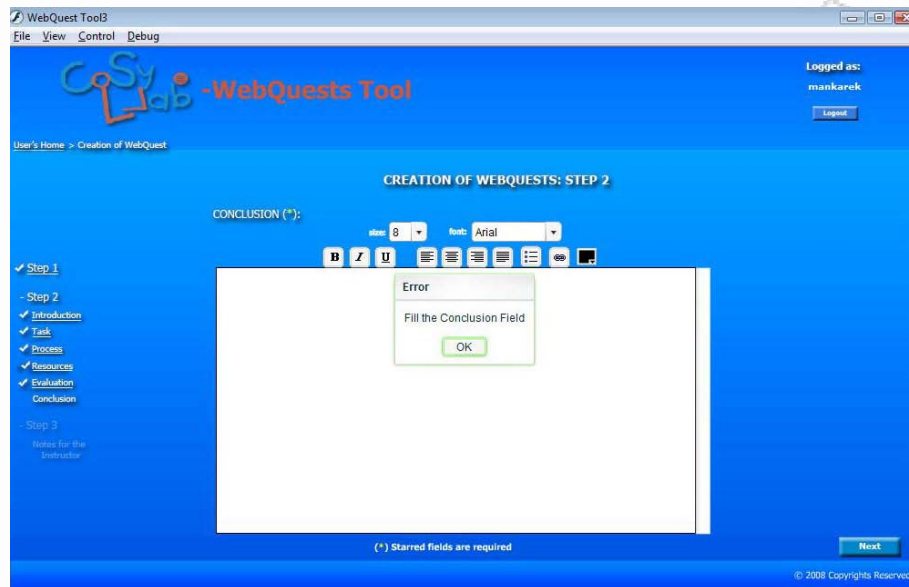 WebQuest Tool3
File View Control Debug
CoSy Lab -WebQuests Tool
Logged as:
mankarek
Logout
User's Home > Creation of WebQuest
CREATION OF WEBQUESTS: STEP 2
CONCLUSION (*):
size: 8 font: Arial
B I U
Step 1
- Step 2
Introduction
Task
Process
Resources
Evaluation
Conclusion
- Step 3
Notes for the
Instructor
Error
Fill the Conclusion Field
OK
(*) Starred fields are required
Next
© 2008 Copyrights Reserved